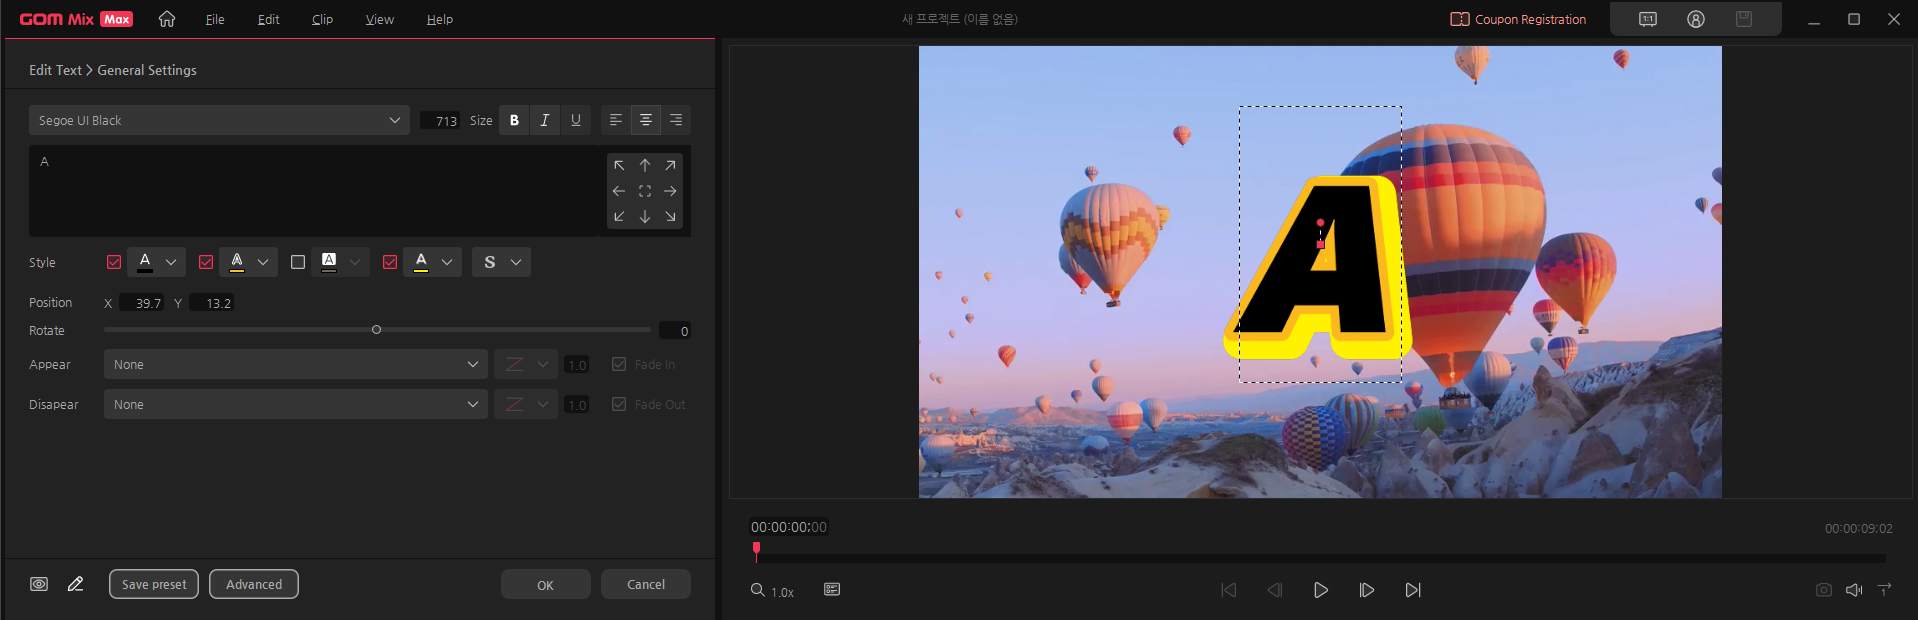 GOM Mix Max File Edit Clip View Help 새 프로젝트 (이름 없음) Coupon Registration 1:1
Edit Text > General Settings
Segoe UI Black 713 Size B I U
A
Style A A A A S
Position X 39.7 Y 13.2
Rotate 0
Appear None 1.0 Fade In
Disapear None 1.0 Fade Out
Save preset Advanced OK Cancel
A
00:00:00;00 00:00:09;02
1.0x 1